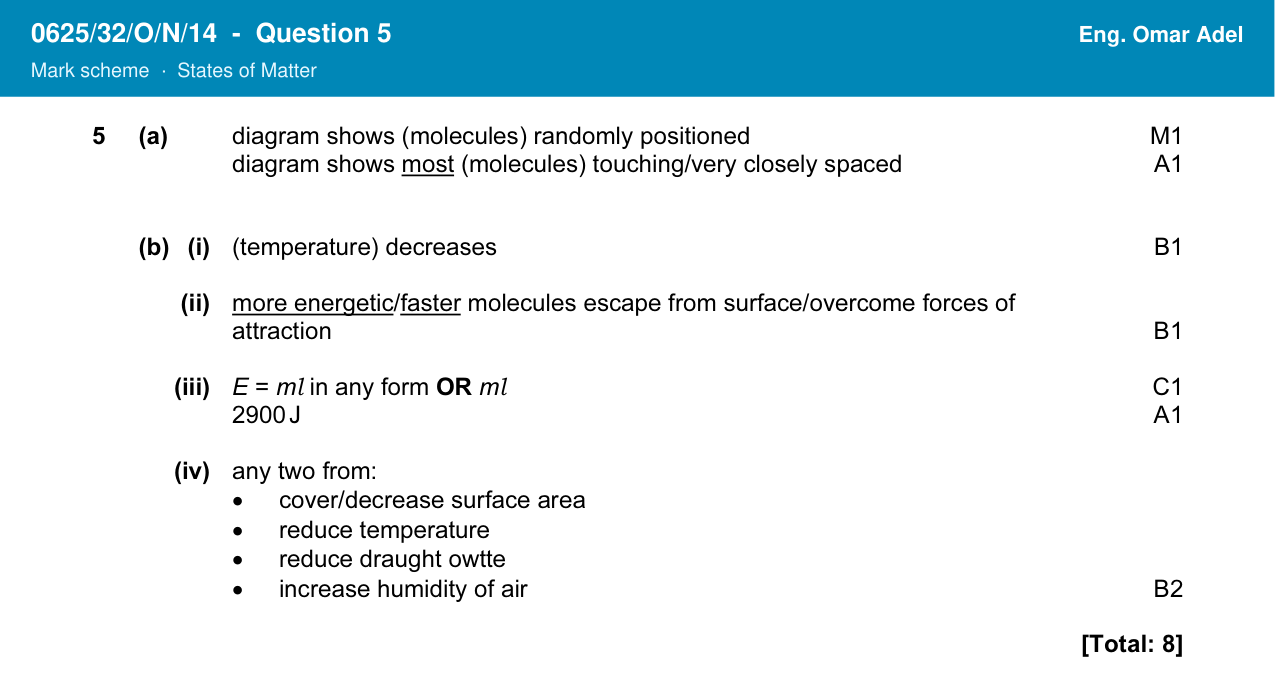 0625/32/O/N/14 - Question 5 Eng. Omar Adel
Mark scheme · States of Matter
5 (a) diagram shows (molecules) randomly positioned M1
diagram shows most (molecules) touching/very closely spaced A1
(b) (i) (temperature) decreases B1
(ii) more energetic/faster molecules escape from surface/overcome forces of
attraction B1
(iii) E = ml in any form OR ml C1
2900 J A1
(iv) any two from:
• cover/decrease surface area
• reduce temperature
• reduce draught owtte
• increase humidity of air B2
[Total: 8]